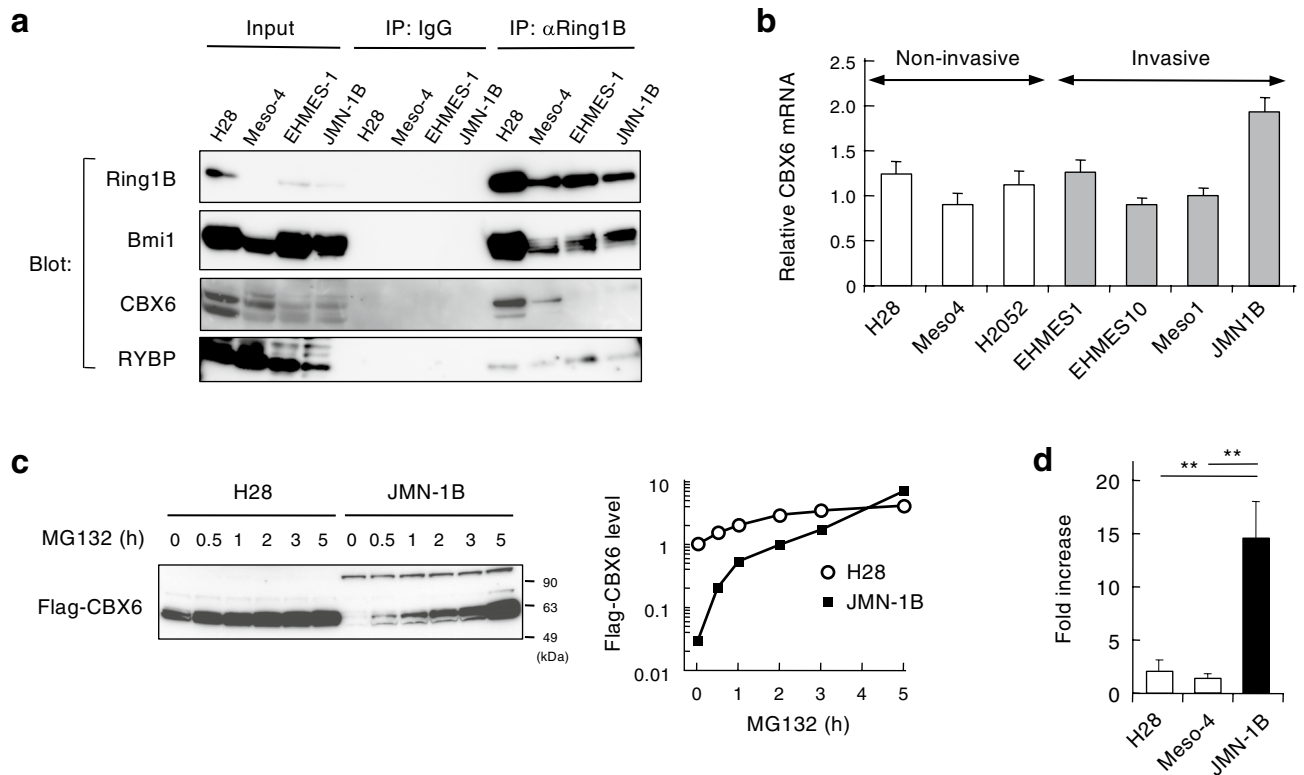 a
Input
IP: IgG
IP: αRing1B
H28
Meso-4
EHMES-1
JMN-1B
H28
Meso-4
EHMES-1
JMN-1B
H28
Meso-4
EHMES-1
JMN-1B
Blot:
Ring1B
Bmi1
CBX6
RYBP
b
Non-invasive
Invasive
Relative CBX6 mRNA
2.5
2.0
1.5
1.0
0.5
0
H28
Meso4
H2052
EHMES1
EHMES10
Meso1
JMN1B
c
H28
JMN-1B
MG132 (h)
0 0.5 1 2 3 5 0 0.5 1 2 3 5
Flag-CBX6
90
63
49
(kDa)
Flag-CBX6 level
10
1
0.1
0.01
H28
JMN-1B
0 1 2 3 4 5
MG132 (h)
d
**
**
Fold increase
20
15
10
5
0
H28
Meso-4
JMN-1B